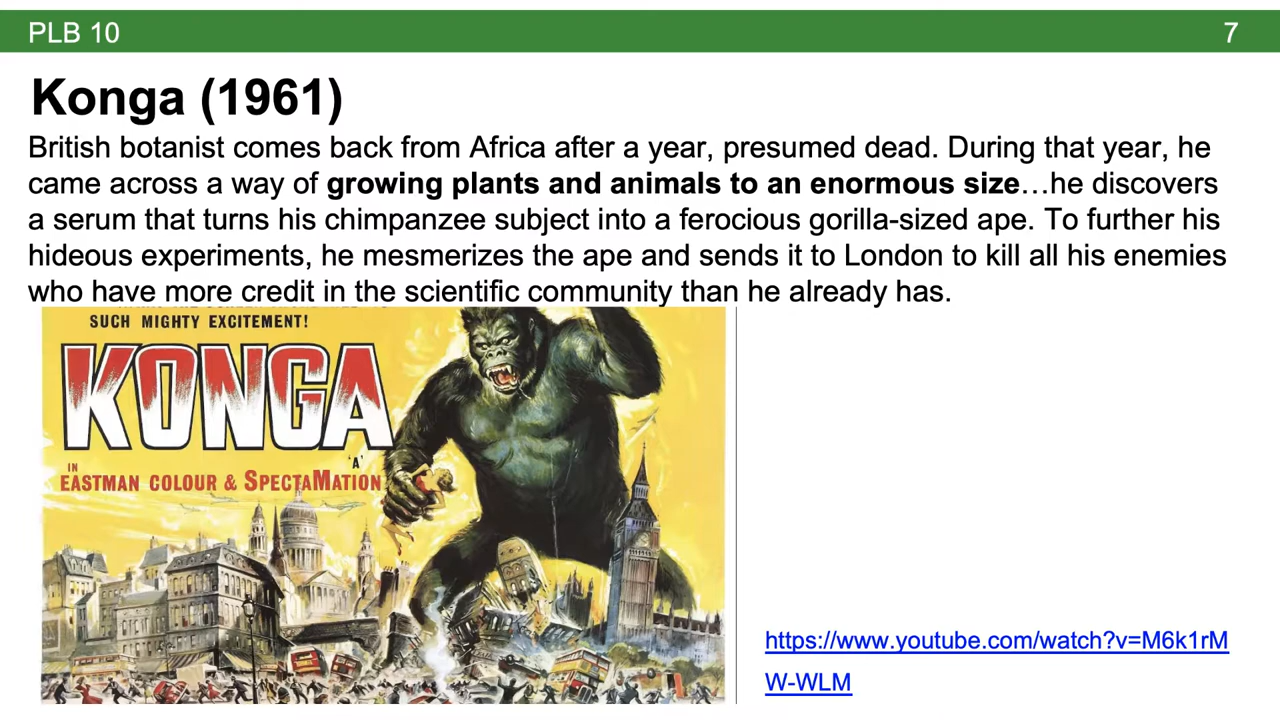 PLB 10
7
Konga (1961)
British botanist comes back from Africa after a year, presumed dead. During that year, he
came across a way of growing plants and animals to an enormous size…he discovers
a serum that turns his chimpanzee subject into a ferocious gorilla-sized ape. To further his
hideous experiments, he mesmerizes the ape and sends it to London to kill all his enemies
who have more credit in the scientific community than he already has.
SUCH MIGHTY EXCITEMENT!
KONGA
'A'
IN
EASTMAN COLOUR & SPECTAMATION
https://www.youtube.com/watch?v=M6k1rM
W-WLM